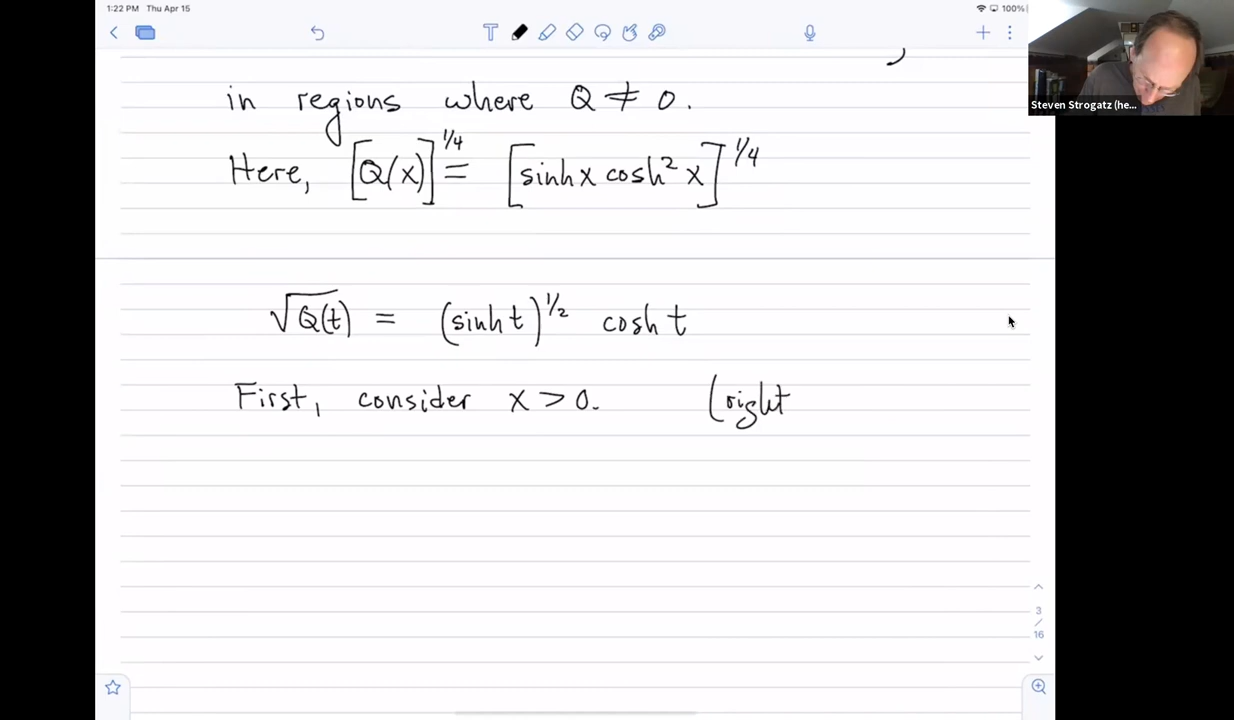 1:22 PM Thu Apr 15
100%
in regions where Q ≠ 0.
Here, [Q(x)]^{1/4} = [sinh x cosh² x]^{1/4}
√Q(t) = (sinh t)^{1/2} cosh t
First, consider x > 0. (right
Steven Strogatz (he...
3
/
16